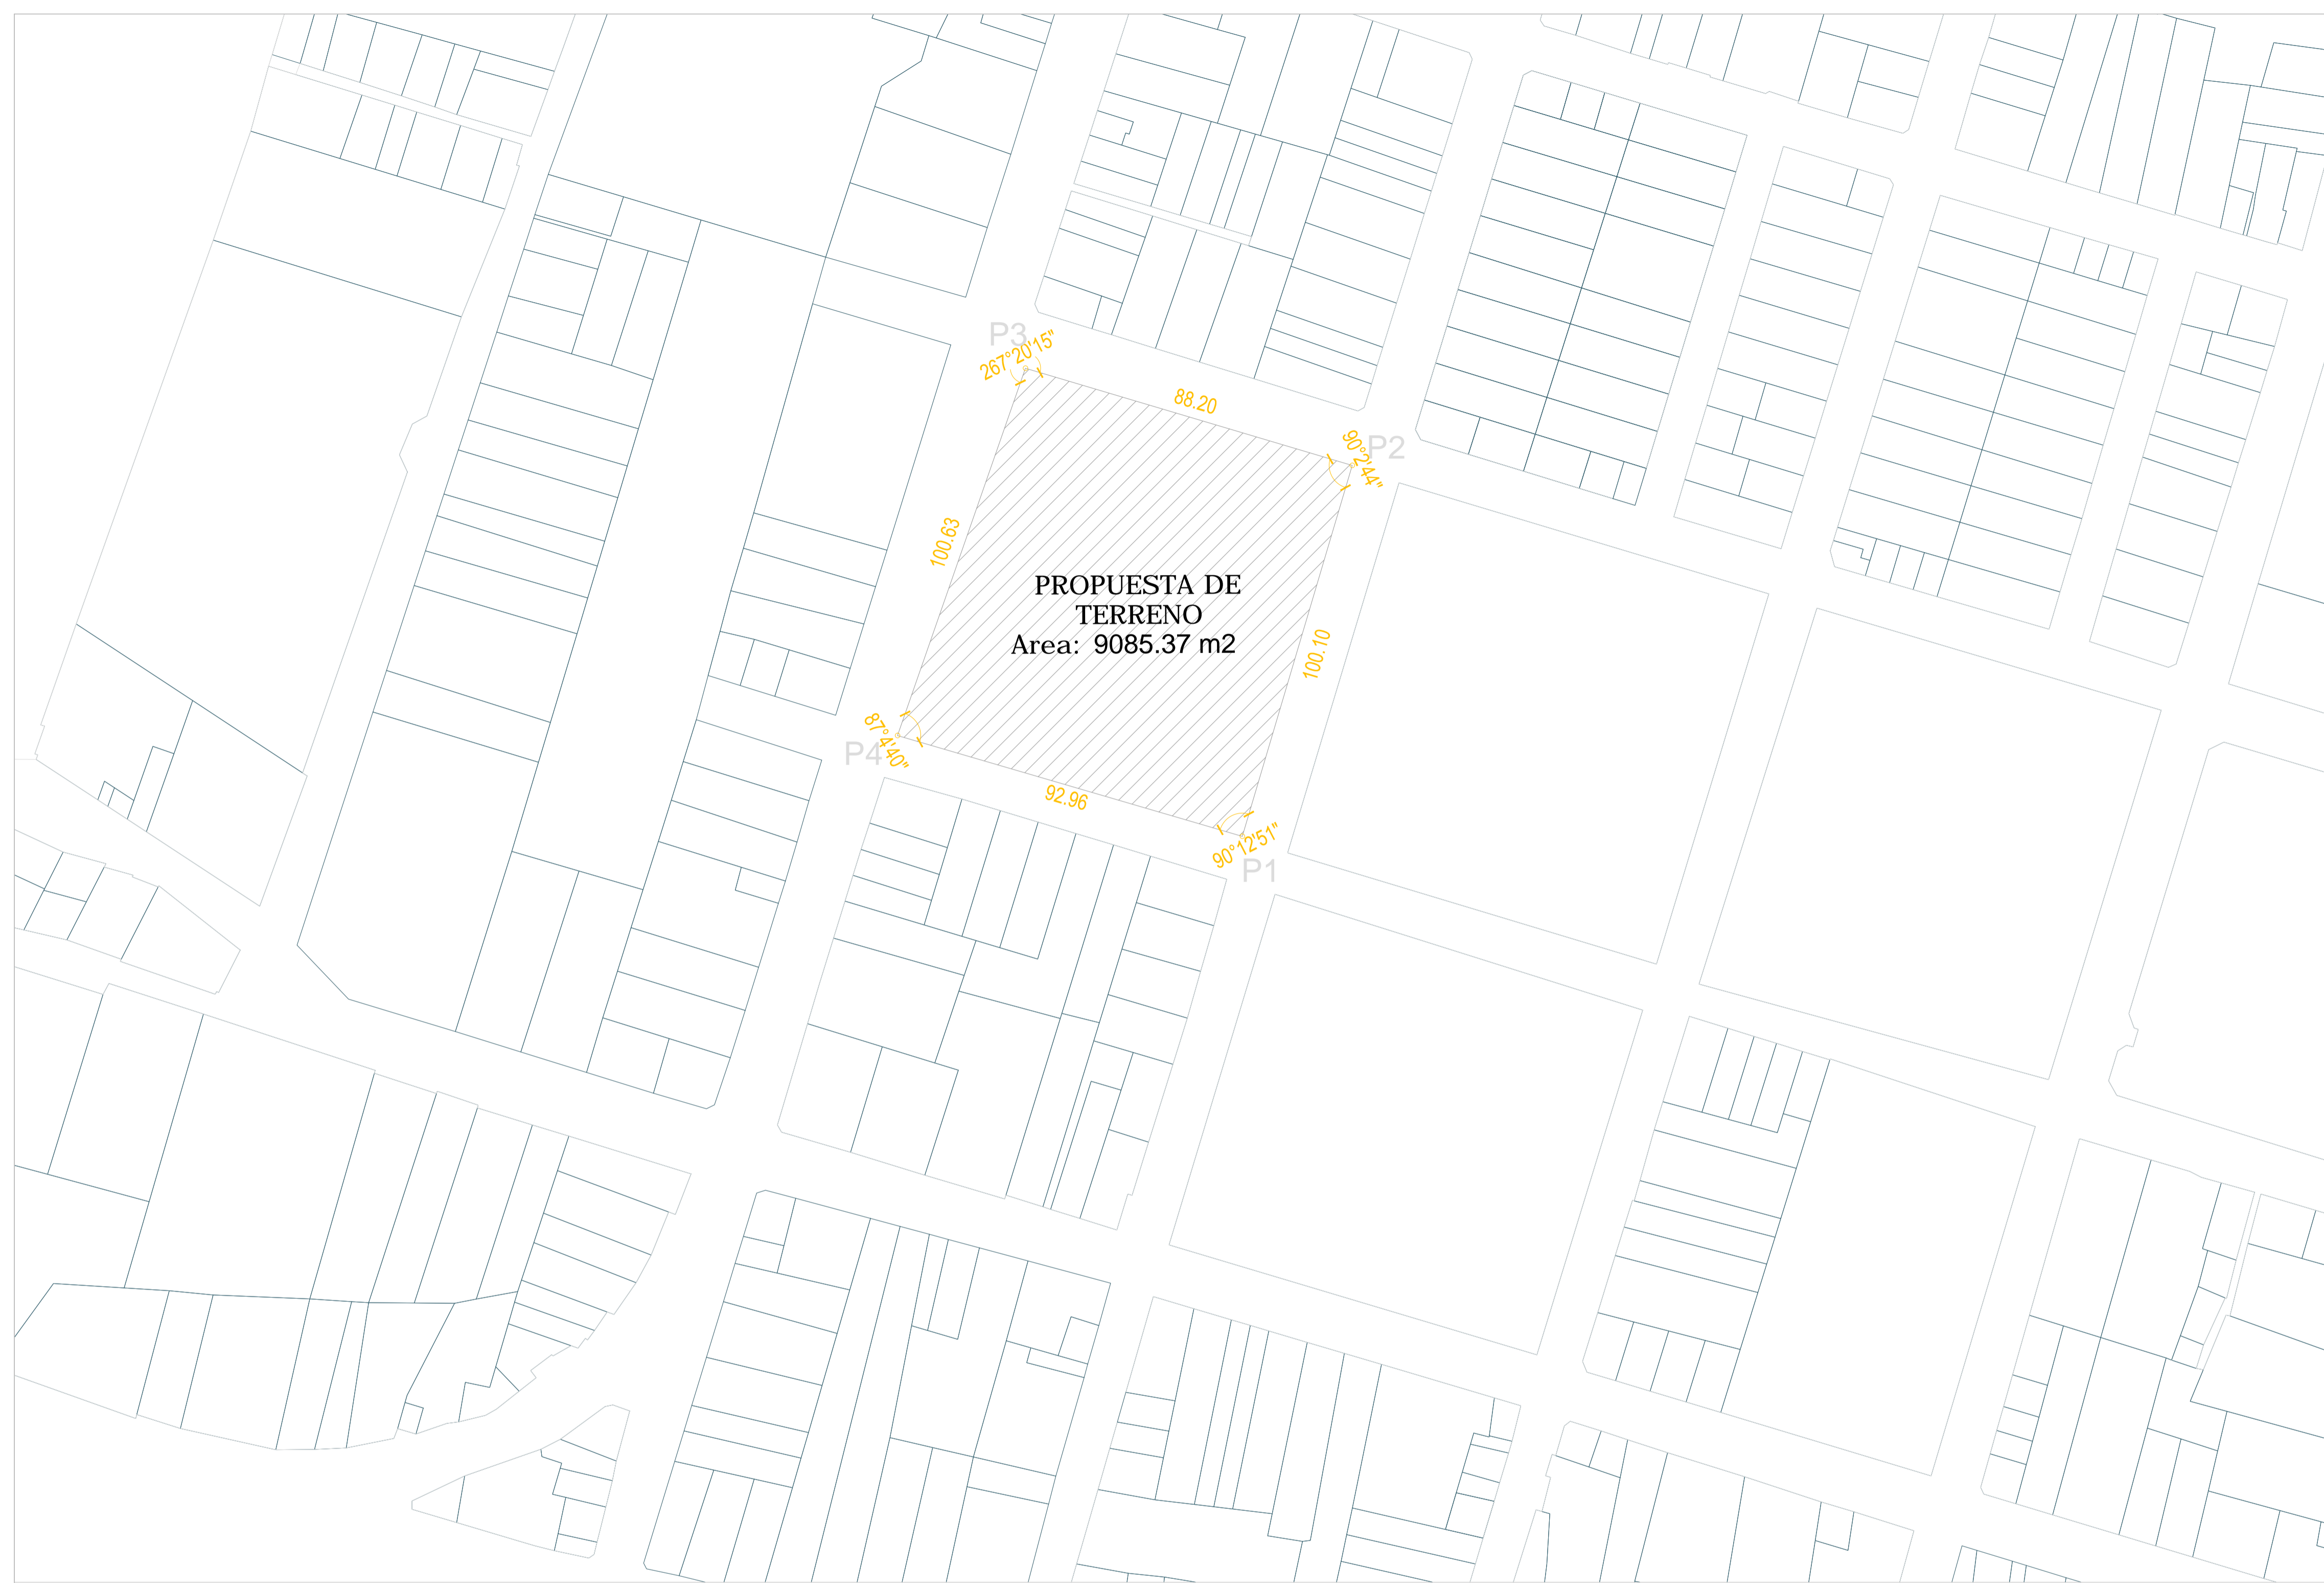 P3
267°20'15"
88.20
90°2'44"
P2
100.63
PROPUESTA DE
TERRENO
Area: 9085.37 m2
100.10
87°4'40"
P4
92.96
90°12'51"
P1